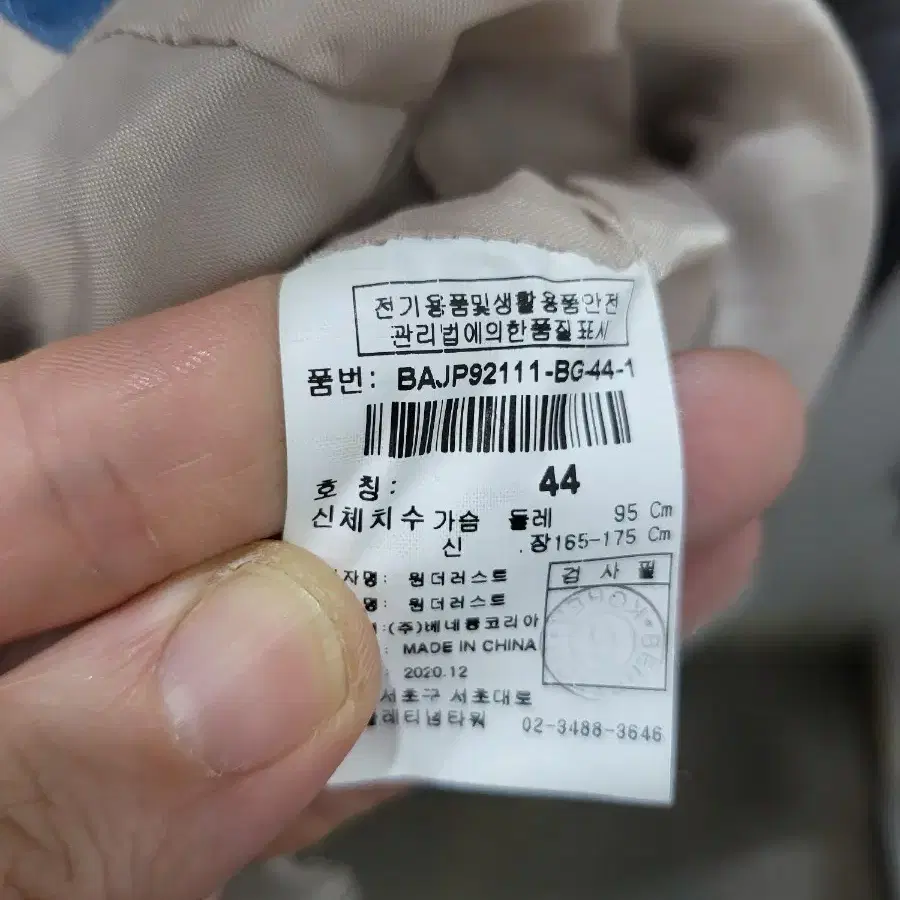 전기용품및생활용품안전
관리법에의한품질표시
품번: BAJP92111-BG-44-1
호 칭: 44
신체치수 가슴 둘레 95 Cm
신 장 165-175 Cm
자명: 원더러스트
명: 원더러스트
:(주)베네통코리아
: MADE IN CHINA
: 2020.12
서초구 서초대로
02-3488-3646
검 사 필